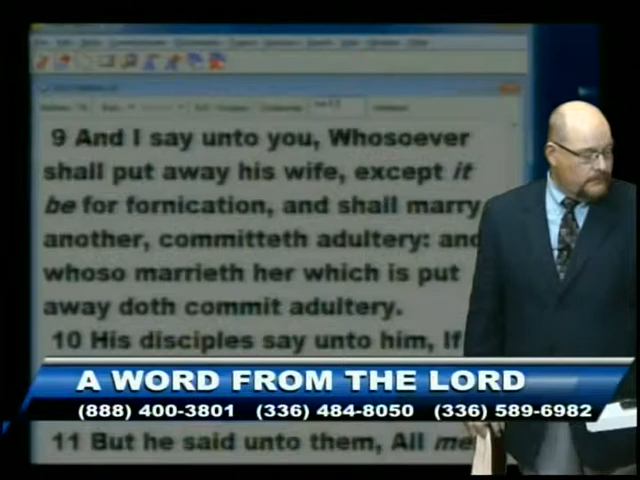 9 And I say unto you, Whosoever
shall put away his wife, except it
be for fornication, and shall marry
another, committeth adultery: and
whoso marrieth her which is put
away doth commit adultery.
10 His disciples say unto him, If
A WORD FROM THE LORD
(888) 400-3801 (336) 484-8050 (336) 589-6982
11 But he said unto them, All me